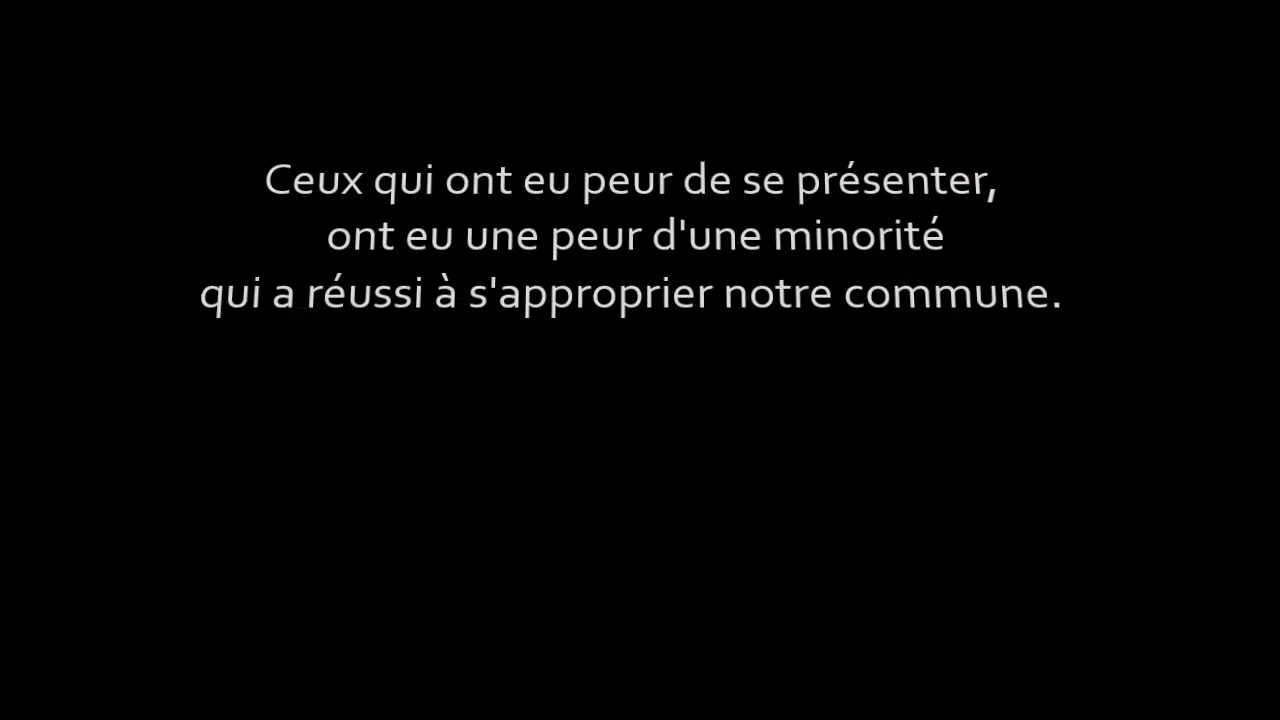 Ceux qui ont eu peur de se présenter,
ont eu une peur d'une minorité
qui a réussi à s'approprier notre commune.